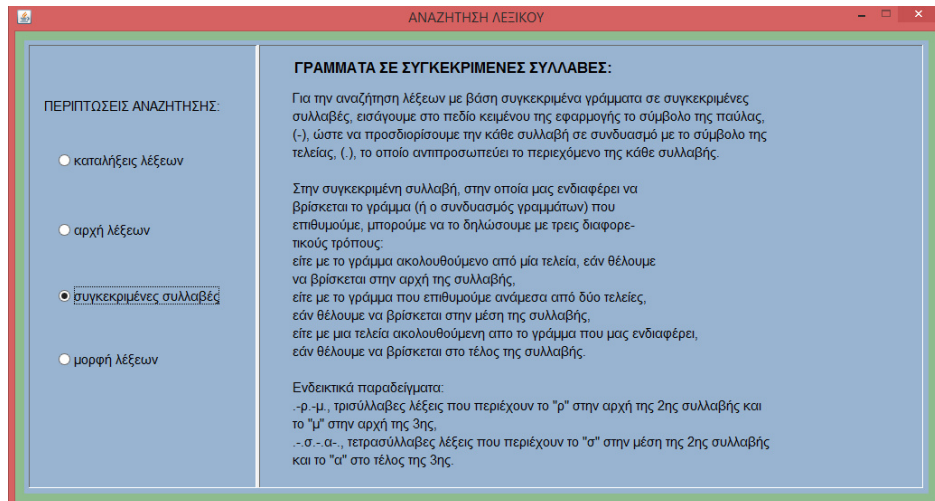 ΑΝΑΖΗΤΗΣΗ ΛΕΞΙΚΟΥ
ΠΕΡΙΠΤΩΣΕΙΣ ΑΝΑΖΗΤΗΣΗΣ:
καταλήξεις λέξεων
αρχή λέξεων
συγκεκριμένες συλλαβές
μορφή λέξεων
ΓΡΑΜΜΑΤΑ ΣΕ ΣΥΓΚΕΚΡΙΜΕΝΕΣ ΣΥΛΛΑΒΕΣ:
Για την αναζήτηση λέξεων με βάση συγκεκριμένα γράμματα σε συγκεκριμένες
συλλαβές, εισάγουμε στο πεδίο κειμένου της εφαρμογής το σύμβολο της παύλας,
(-), ώστε να προσδιορίσουμε την κάθε συλλαβή σε συνδυασμό με το σύμβολο της
τελείας, (.), το οποίο αντιπροσωπεύει το περιεχόμενο της κάθε συλλαβής.
Στην συγκεκριμένη συλλαβή, στην οποία μας ενδιαφέρει να
βρίσκεται το γράμμα (ή ο συνδυασμός γραμμάτων) που
επιθυμούμε, μπορούμε να το δηλώσουμε με τρεις διαφορε-
τικούς τρόπους:
είτε με το γράμμα ακολουθούμενο από μία τελεία, εάν θέλουμε
να βρίσκεται στην αρχή της συλλαβής,
είτε με το γράμμα που επιθυμούμε ανάμεσα από δύο τελείες,
εάν θέλουμε να βρίσκεται στην μέση της συλλαβής,
είτε με μια τελεία ακολουθούμενη απο το γράμμα που μας ενδιαφέρει,
εάν θέλουμε να βρίσκεται στο τέλος της συλλαβής.
Ενδεικτικά παραδείγματα:
.-ρ.-μ., τρισύλλαβες λέξεις που περιέχουν το "ρ" στην αρχή της 2ης συλλαβής και
το "μ" στην αρχή της 3ης,
.-.σ.-.α-., τετρασύλλαβες λέξεις που περιέχουν το "σ" στην μέση της 2ης συλλαβής
και το "α" στο τέλος της 3ης.